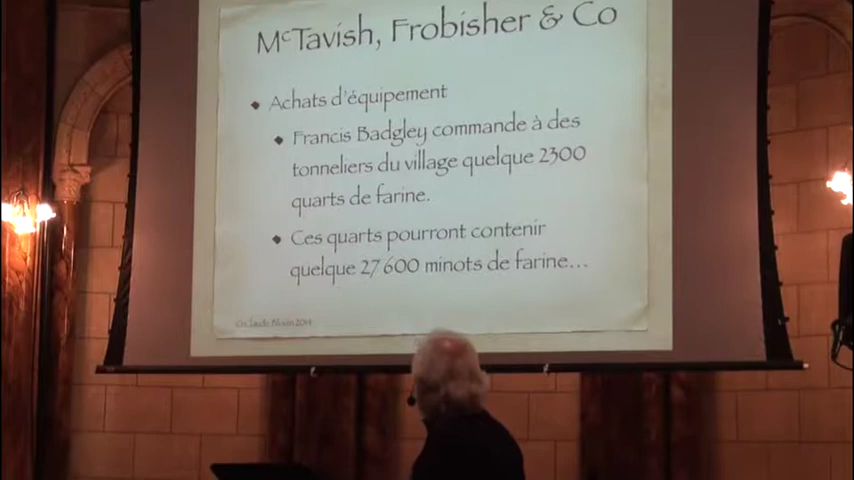 McTavish, Frobisher & Co
Achats d'équipement
Francis Badgley commande à des
tonneliers du village quelque 2300
quarts de farine.
Ces quarts pourront contenir
quelque 27 600 minots de farine...